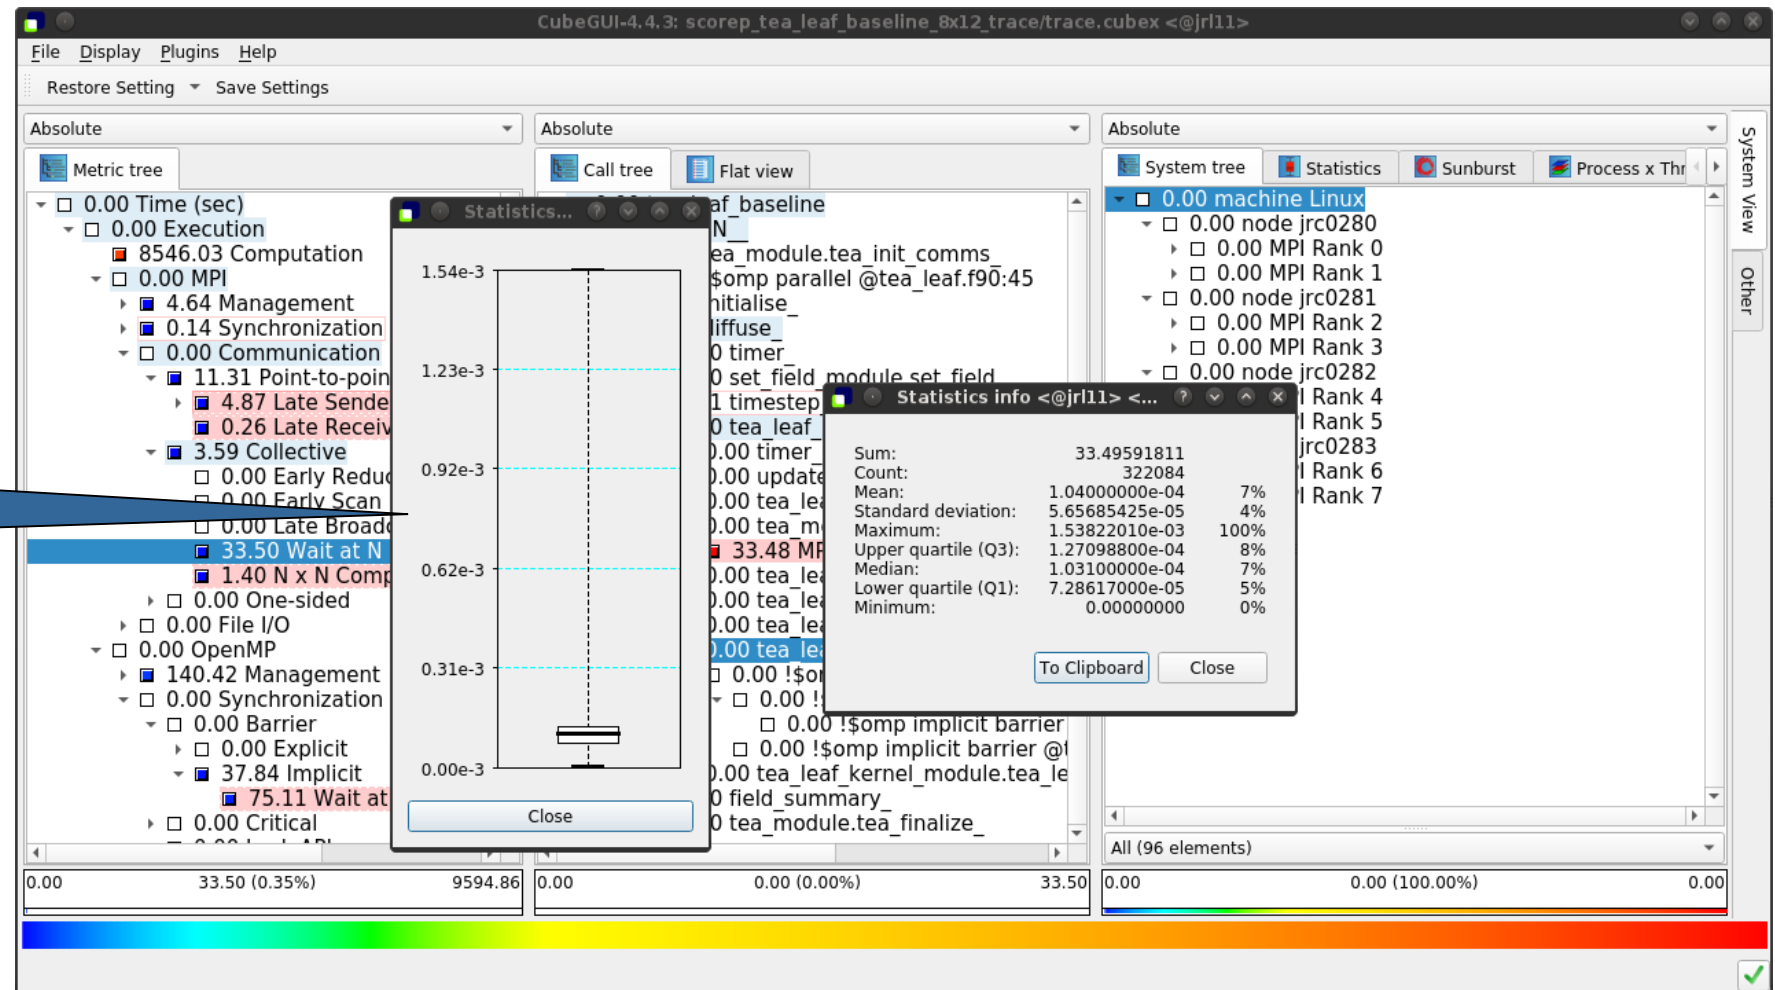 CubeGUI-4.4.3: scorep_tea_leaf_baseline_8x12_trace/trace.cubex <@jrl11>
File Display Plugins Help
Restore Setting Save Settings
Absolute
Metric tree
0.00 Time (sec)
0.00 Execution
8546.03 Computation
0.00 MPI
4.64 Management
0.14 Synchronization
0.00 Communication
11.31 Point-to-poin
4.87 Late Sende
0.26 Late Receiv
3.59 Collective
0.00 Early Reduc
0.00 Early Scan
0.00 Late Broadc
33.50 Wait at N
1.40 N x N Comp
0.00 One-sided
0.00 File I/O
0.00 OpenMP
140.42 Management
0.00 Synchronization
0.00 Barrier
0.00 Explicit
37.84 Implicit
75.11 Wait at
0.00 Critical
0.00 33.50 (0.35%) 9594.86
Statistics...
1.54e-3
1.23e-3
0.92e-3
0.62e-3
0.31e-3
0.00e-3
Close
Absolute
Call tree Flat view
af_baseline
N__
ea_module.tea_init_comms_
$omp parallel @tea_leaf.f90:45
nitialise_
liffuse_
0 timer_
0 set_field_module.set_field_
1 timestep_
0 tea_leaf_
0.00 timer_
0.00 update
0.00 tea_lea
0.00 tea_m
33.48 MP
0.00 tea_lea
0.00 tea_lea
0.00 tea_lea
0.00 tea_lea
0.00 !$or
0.00 !$
0.00 !$omp implicit barrier
0.00 !$omp implicit barrier @t
0.00 tea_leaf_kernel_module.tea_le
0 field_summary_
0 tea_module.tea_finalize_
0.00 0.00 (0.00%) 33.50
Statistics info <@jrl11> <...
Sum: 33.49591811
Count: 322084
Mean: 1.04000000e-04 7%
Standard deviation: 5.65685425e-05 4%
Maximum: 1.53822010e-03 100%
Upper quartile (Q3): 1.27098800e-04 8%
Median: 1.03100000e-04 7%
Lower quartile (Q1): 7.28617000e-05 5%
Minimum: 0.00000000 0%
To Clipboard Close
Absolute
System tree Statistics Sunburst Process x Thr
0.00 machine Linux
0.00 node jrc0280
0.00 MPI Rank 0
0.00 MPI Rank 1
0.00 node jrc0281
0.00 MPI Rank 2
0.00 MPI Rank 3
0.00 node jrc0282
I Rank 4
I Rank 5
jrc0283
I Rank 6
I Rank 7
All (96 elements)
0.00 0.00 (100.00%) 0.00
System View
Other